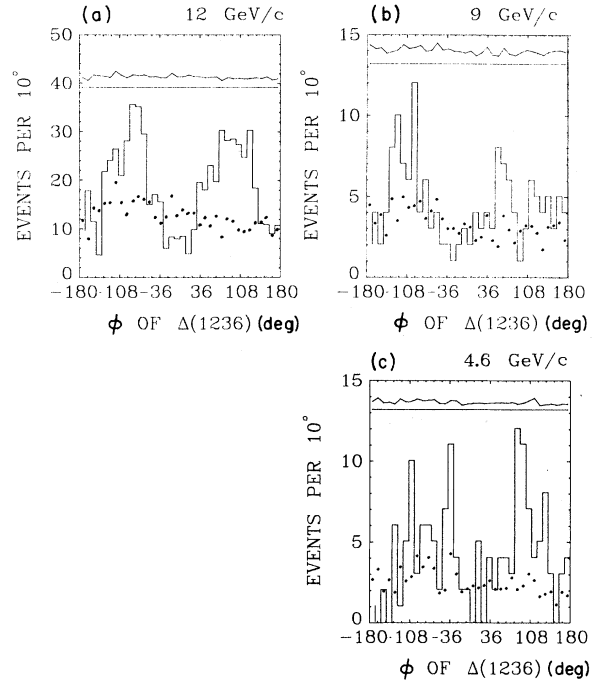 (a) 12 GeV/c
50
40
30
20
10
0
EVENTS PER 10°
-180 -108 -36 36 108 180
ϕ OF Δ(1236) (deg)
(b) 9 GeV/c
15
10
5
0
EVENTS PER 10°
-180 -108 -36 36 108 180
ϕ OF Δ(1236) (deg)
(c) 4.6 GeV/c
15
10
5
0
EVENTS PER 10°
-180 -108 -36 36 108 180
ϕ OF Δ(1236) (deg)